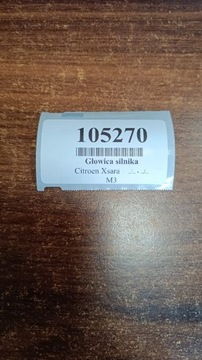 105270
Głowica silnika
Citroen Xsara
M3